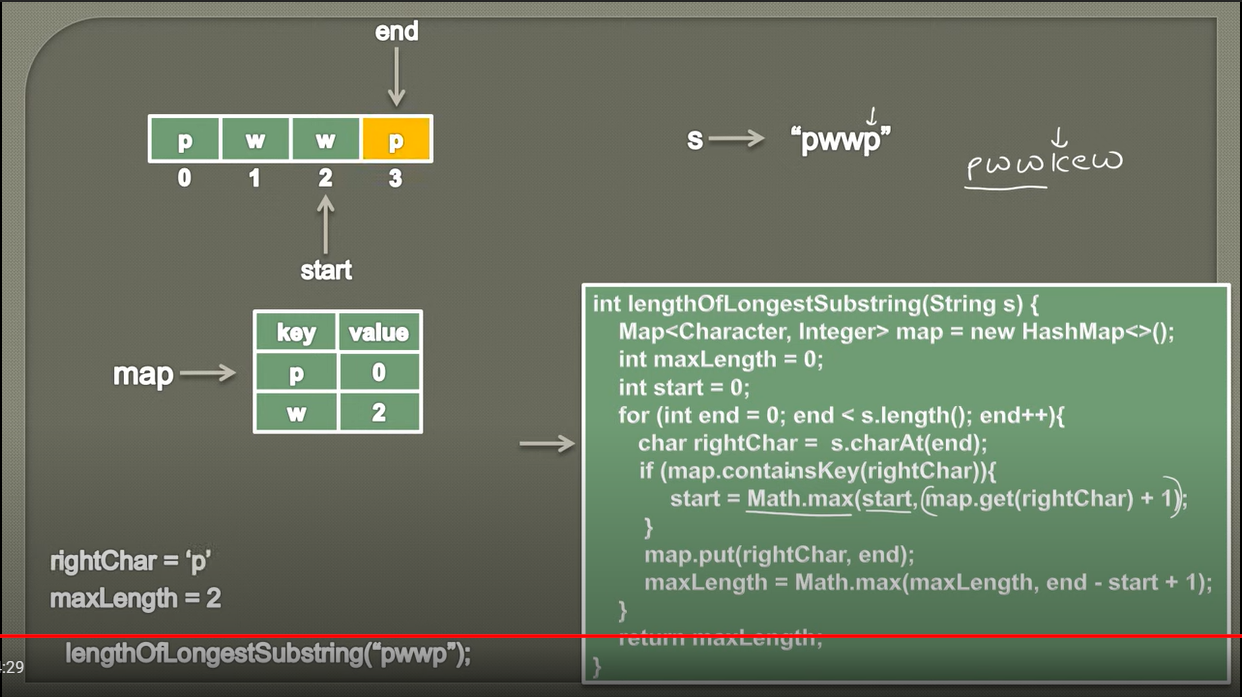 end
p w w p
0 1 2 3
start
s “pwwp”
pwwkew
map
key value
p 0
w 2
int lengthOfLongestSubstring(String s) {
Map<Character, Integer> map = new HashMap<>();
int maxLength = 0;
int start = 0;
for (int end = 0; end < s.length(); end++){
char rightChar = s.charAt(end);
if (map.containsKey(rightChar)){
start = Math.max(start, (map.get(rightChar) + 1);
}
map.put(rightChar, end);
maxLength = Math.max(maxLength, end - start + 1);
}
return maxLength;
}
rightChar = ‘p’
maxLength = 2
lengthOfLongestSubstring(“pwwp”);
:29